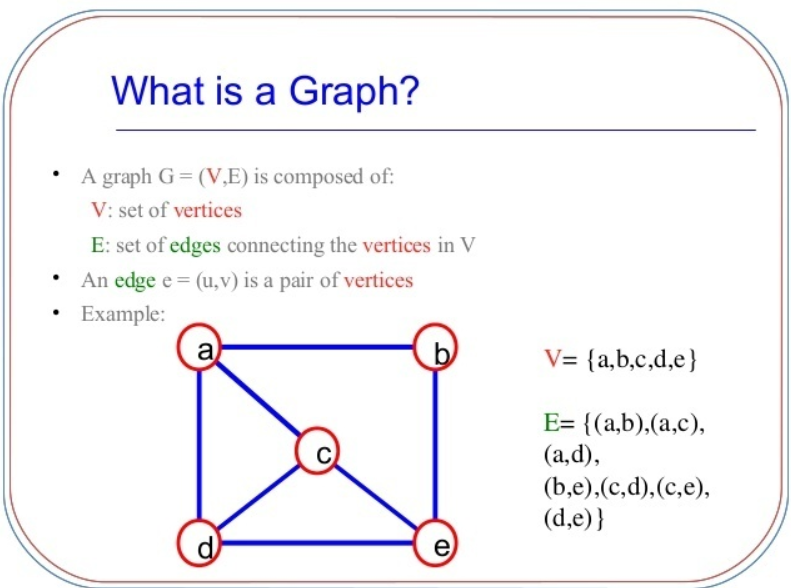 What is a Graph?
• A graph G = (V,E) is composed of:
V: set of vertices
E: set of edges connecting the vertices in V
• An edge e = (u,v) is a pair of vertices
• Example:
a
b
c
d
e
V= {a,b,c,d,e}
E= {(a,b),(a,c),
(a,d),
(b,e),(c,d),(c,e),
(d,e)}